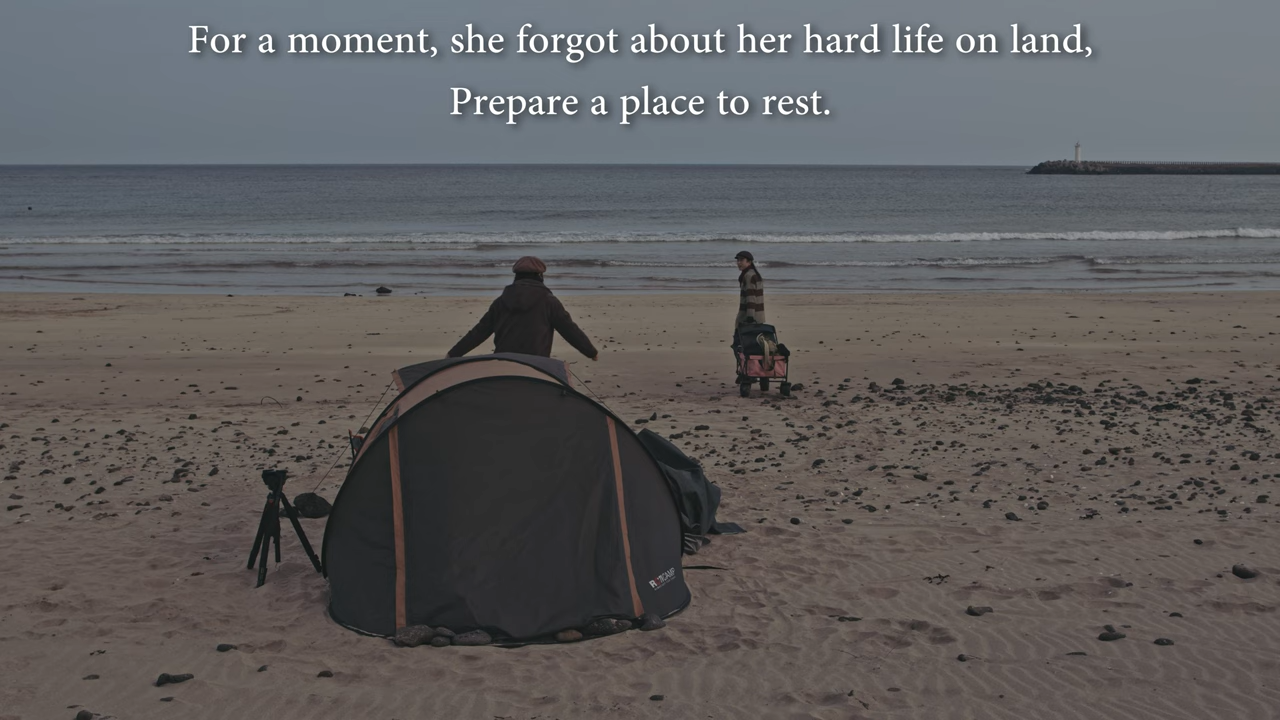 For a moment, she forgot about her hard life on land,
Prepare a place to rest.